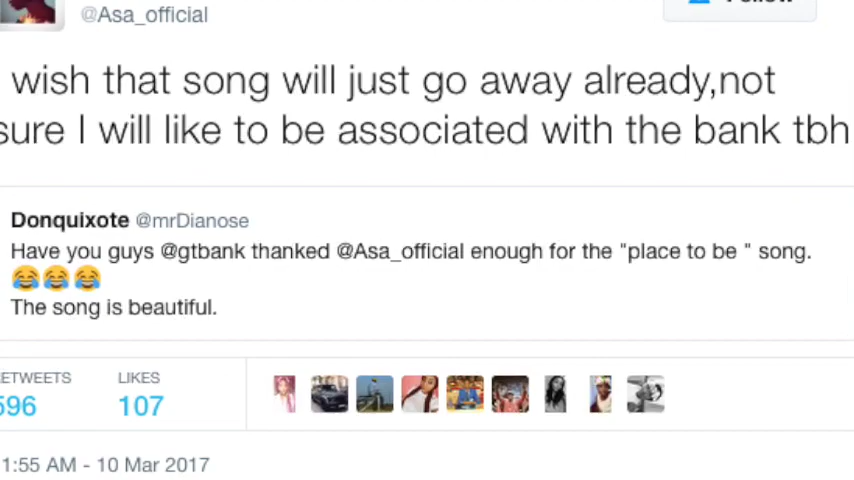 @Asa_official
wish that song will just go away already,not
sure I will like to be associated with the bank tbh
Donquixote @mrDianose
Have you guys @gtbank thanked @Asa_official enough for the "place to be " song.
😂😂😂
The song is beautiful.
RETWEETS LIKES
596 107
1:55 AM - 10 Mar 2017